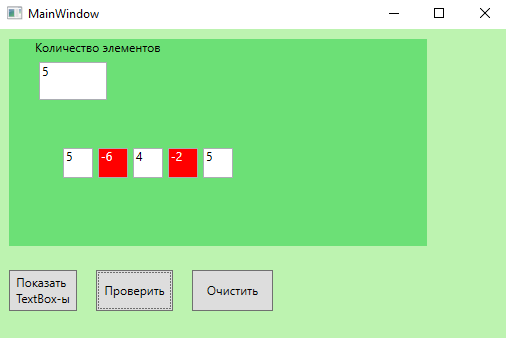 MainWindow
Количество элементов
5
5 -6 4 -2 5
Показать
TextBox-ы
Проверить
Очистить